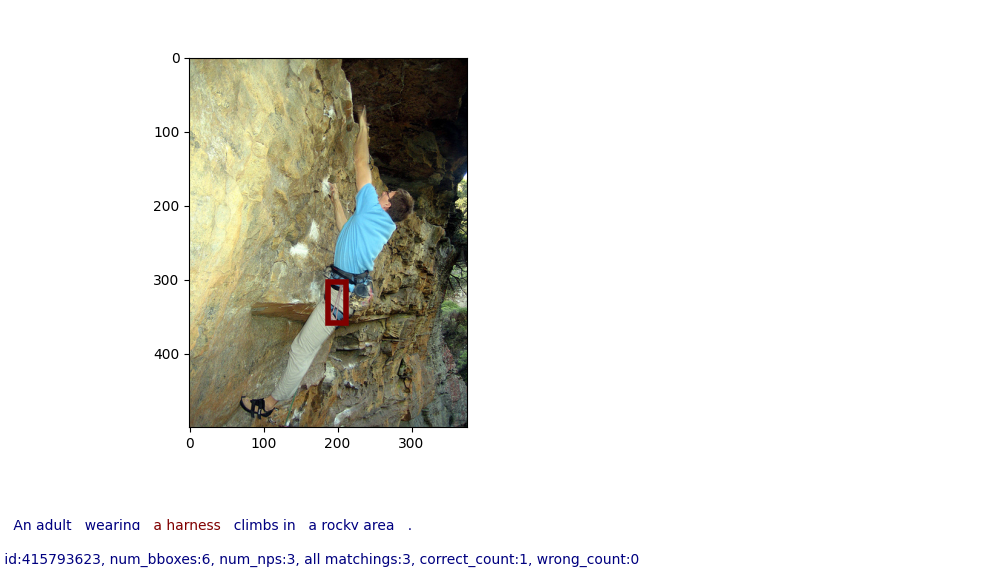 0
100
200
300
400
0 100 200 300
An adult wearing a harness climbs in a rocky area .
id:415793623, num_bboxes:6, num_nps:3, all matchings:3, correct_count:1, wrong_count:0